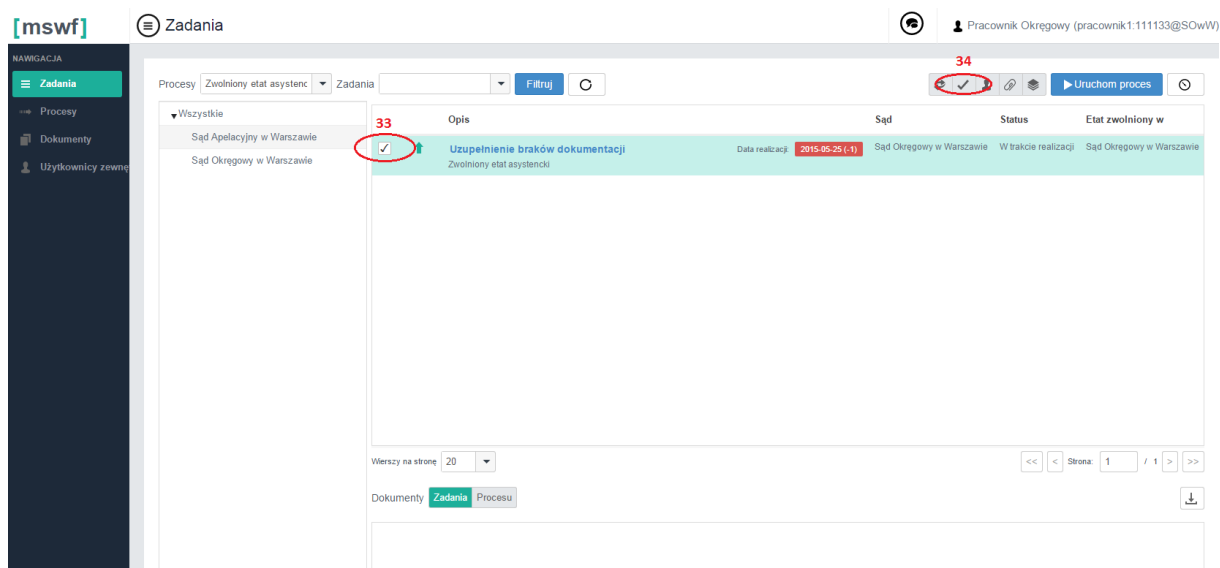 [mswf]
Zadania
Pracownik Okręgowy (pracownik1:111133@SOwW)
NAWIGACJA
Zadania
Procesy
Dokumenty
Użytkownicy zewnę
34
Procesy Zwolniony etat asystenc Zadania Filtruj Uruchom proces
Wszystkie
Sąd Apelacyjny w Warszawie
Sąd Okręgowy w Warszawie
33
Opis Sąd Status Etat zwolniony w
Uzupełnienie braków dokumentacji Data realizacji: 2015-05-25 (-1) Sąd Okręgowy w Warszawie W trakcie realizacji Sąd Okręgowy w Warszawie
Zwolniony etat asystencki
Wierszy na stronę 20 << < Strona: 1 / 1 > >>
Dokumenty Zadania Procesu